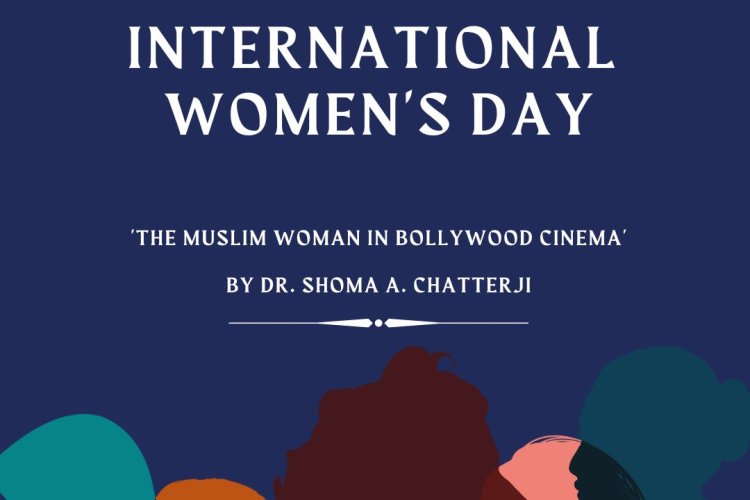 INTERNATIONAL
WOMEN'S DAY
'THE MUSLIM WOMAN IN BOLLYWOOD CINEMA'
BY DR. SHOMA A. CHATTERJI